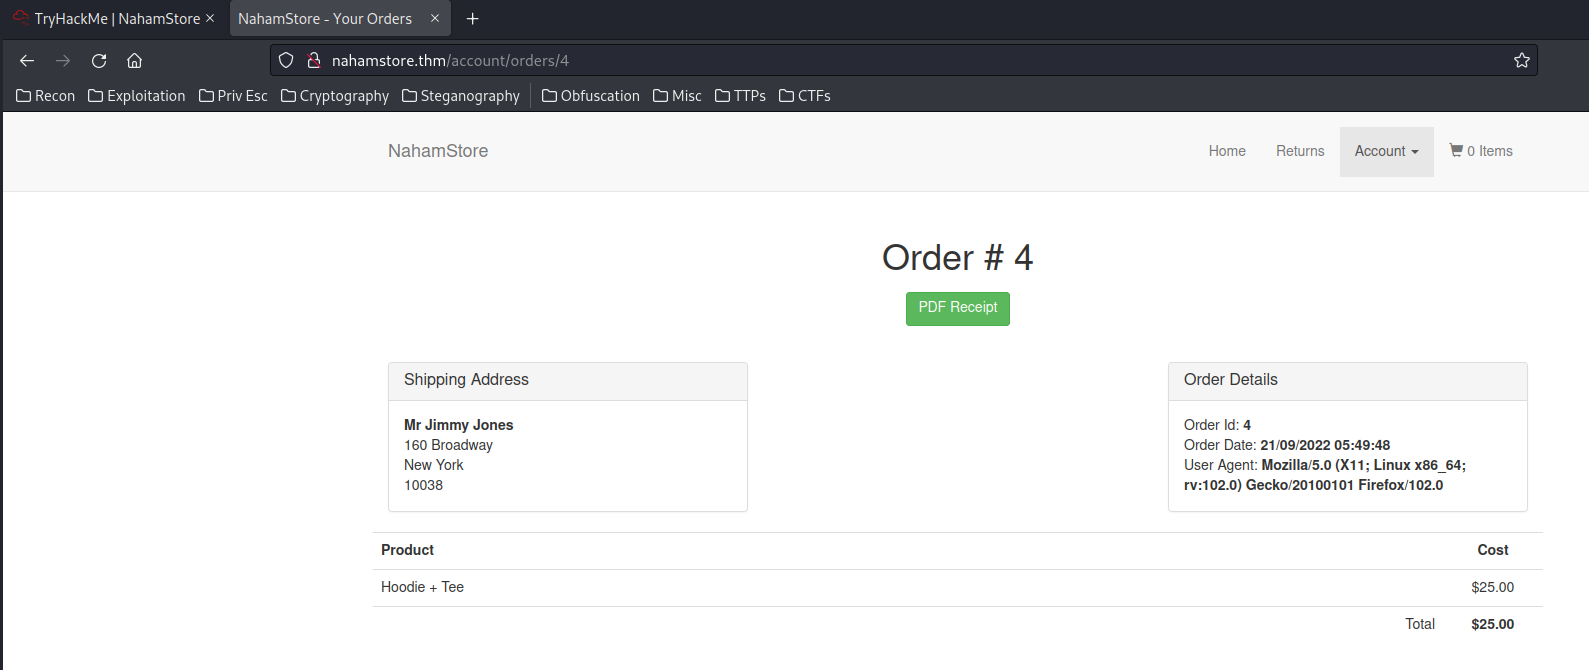 TryHackMe | NahamStore ×
NahamStore - Your Orders ×
+
nahamstore.thm/account/orders/4
Recon Exploitation Priv Esc Cryptography Steganography Obfuscation Misc TTPs CTFs
NahamStore Home Returns Account 0 Items
Order # 4
PDF Receipt
Shipping Address
Mr Jimmy Jones
160 Broadway
New York
10038
Order Details
Order Id: 4
Order Date: 21/09/2022 05:49:48
User Agent: Mozilla/5.0 (X11; Linux x86_64;
rv:102.0) Gecko/20100101 Firefox/102.0
Product Cost
Hoodie + Tee $25.00
Total $25.00